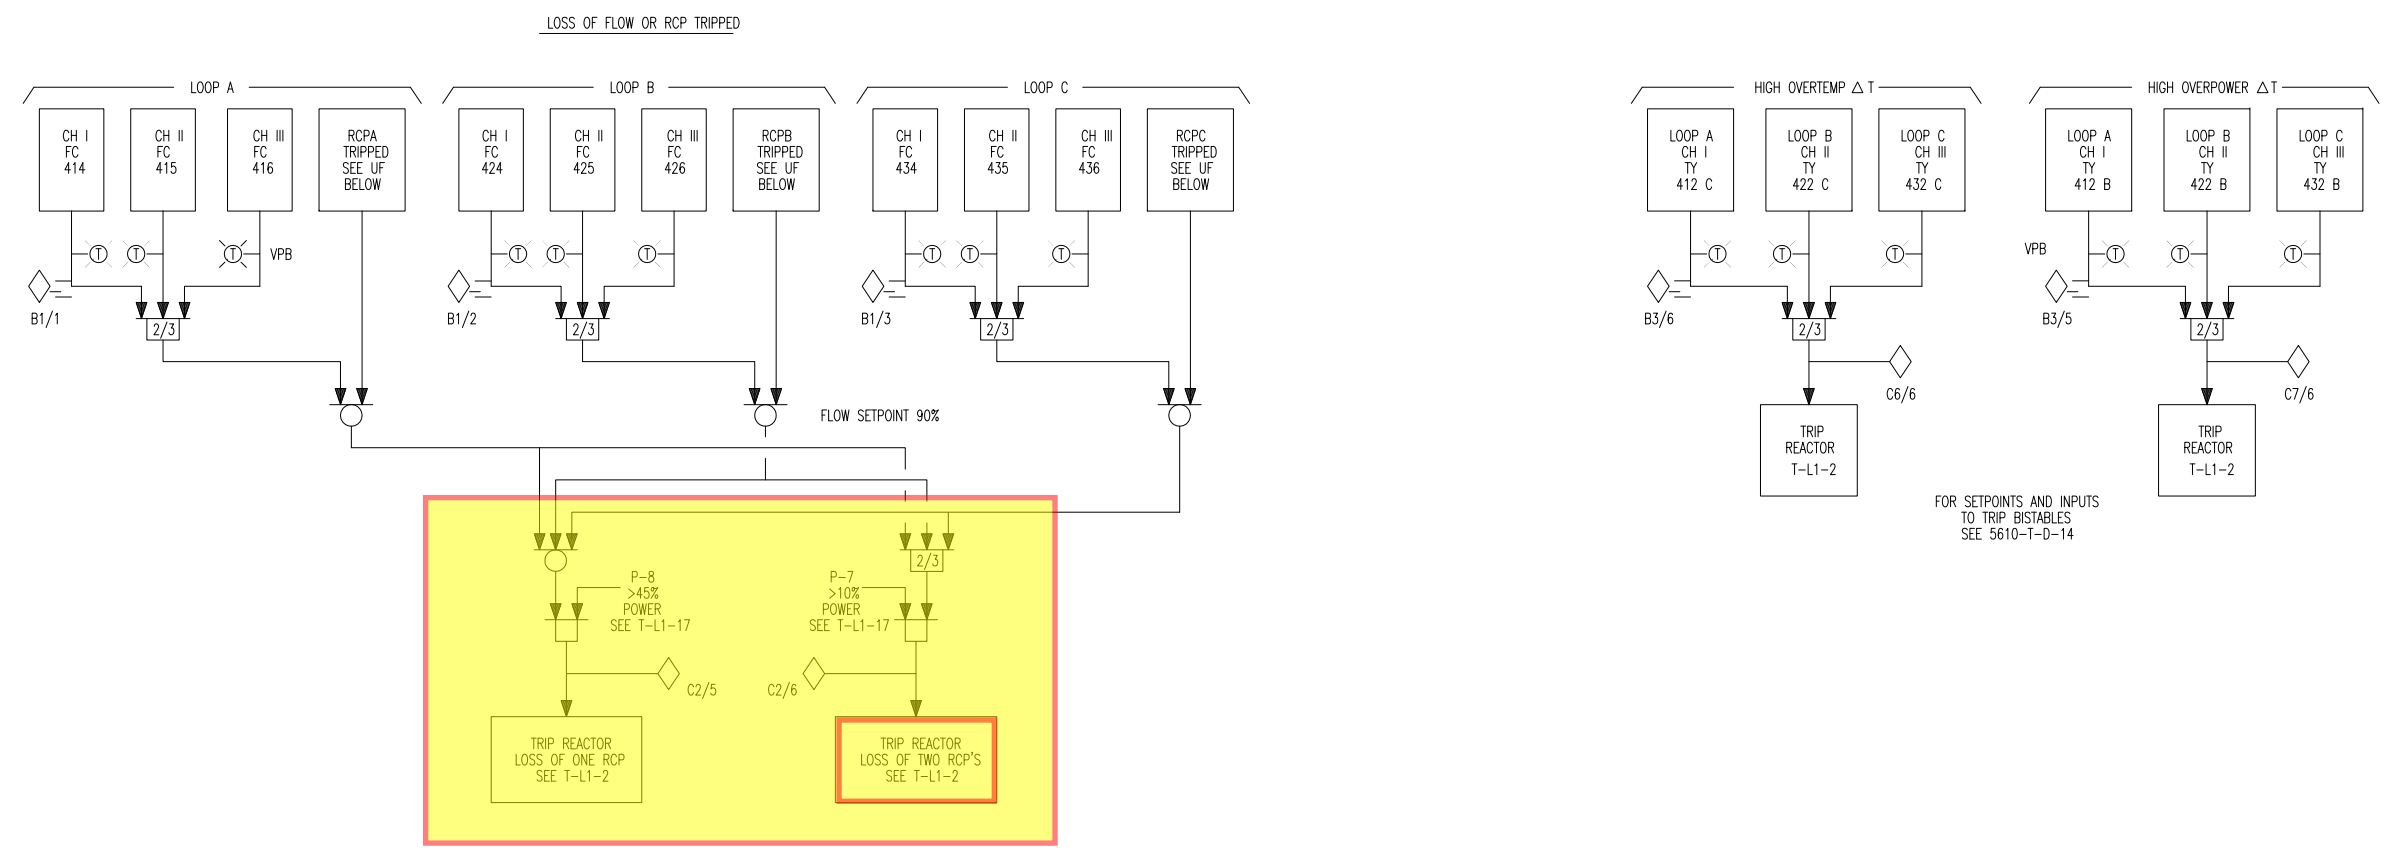 LOSS OF FLOW OR RCP TRIPPED
LOOP A
LOOP B
LOOP C
HIGH OVERTEMP △ T
HIGH OVERPOWER △ T
CH I
FC
414
CH II
FC
415
CH III
FC
416
RCPA
TRIPPED
SEE UF
BELOW
CH I
FC
424
CH II
FC
425
CH III
FC
426
RCPB
TRIPPED
SEE UF
BELOW
CH I
FC
434
CH II
FC
435
CH III
FC
436
RCPC
TRIPPED
SEE UF
BELOW
LOOP A
CH I
TY
412 C
LOOP B
CH II
TY
422 C
LOOP C
CH III
TY
432 C
LOOP A
CH I
TY
412 B
LOOP B
CH II
TY
422 B
LOOP C
CH III
TY
432 B
T
T
T
VPB
T
T
T
T
T
T
T
T
T
VPB
T
T
T
B1/1
2/3
B1/2
2/3
B1/3
2/3
B3/6
2/3
B3/5
2/3
C6/6
C7/6
FLOW SETPOINT 90%
TRIP
REACTOR
T-L1-2
TRIP
REACTOR
T-L1-2
FOR SETPOINTS AND INPUTS
TO TRIP BISTABLES
SEE 5610-T-D-14
2/3
P-8
>45%
POWER
SEE T-L1-17
P-7
>10%
POWER
SEE T-L1-17
C2/5
C2/6
TRIP REACTOR
LOSS OF ONE RCP
SEE T-L1-2
TRIP REACTOR
LOSS OF TWO RCP'S
SEE T-L1-2